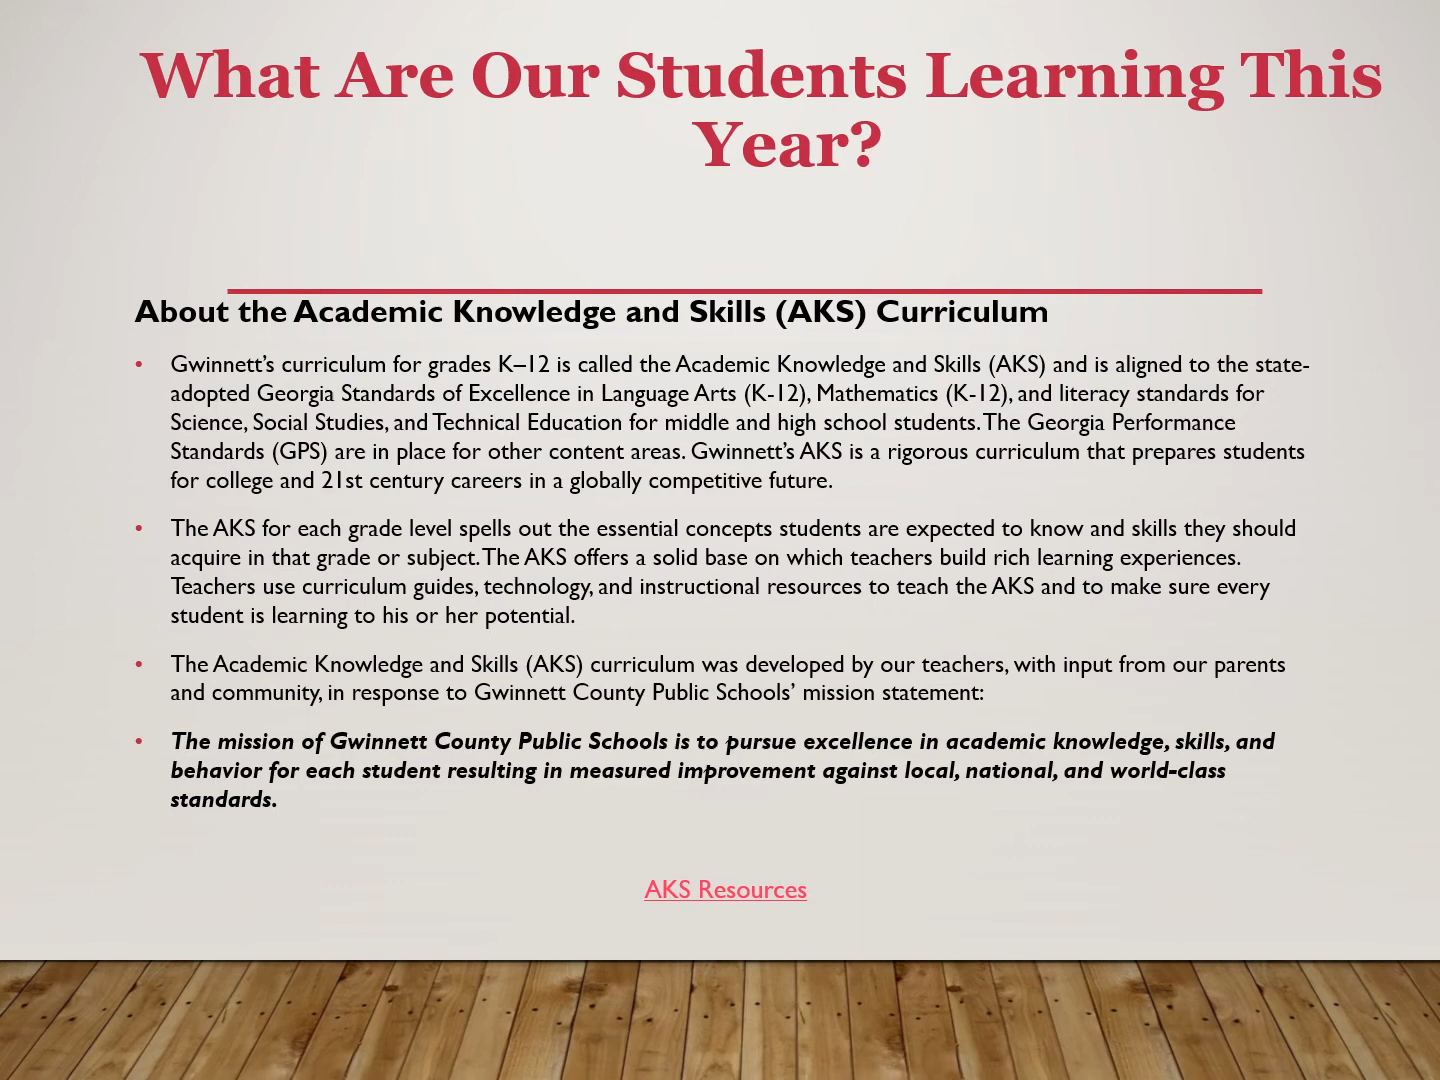 What Are Our Students Learning This
Year?
About the Academic Knowledge and Skills (AKS) Curriculum
• Gwinnett’s curriculum for grades K–12 is called the Academic Knowledge and Skills (AKS) and is aligned to the state-
adopted Georgia Standards of Excellence in Language Arts (K-12), Mathematics (K-12), and literacy standards for
Science, Social Studies, and Technical Education for middle and high school students. The Georgia Performance
Standards (GPS) are in place for other content areas. Gwinnett’s AKS is a rigorous curriculum that prepares students
for college and 21st century careers in a globally competitive future.
• The AKS for each grade level spells out the essential concepts students are expected to know and skills they should
acquire in that grade or subject. The AKS offers a solid base on which teachers build rich learning experiences.
Teachers use curriculum guides, technology, and instructional resources to teach the AKS and to make sure every
student is learning to his or her potential.
• The Academic Knowledge and Skills (AKS) curriculum was developed by our teachers, with input from our parents
and community, in response to Gwinnett County Public Schools’ mission statement:
• The mission of Gwinnett County Public Schools is to pursue excellence in academic knowledge, skills, and
behavior for each student resulting in measured improvement against local, national, and world-class
standards.
AKS Resources